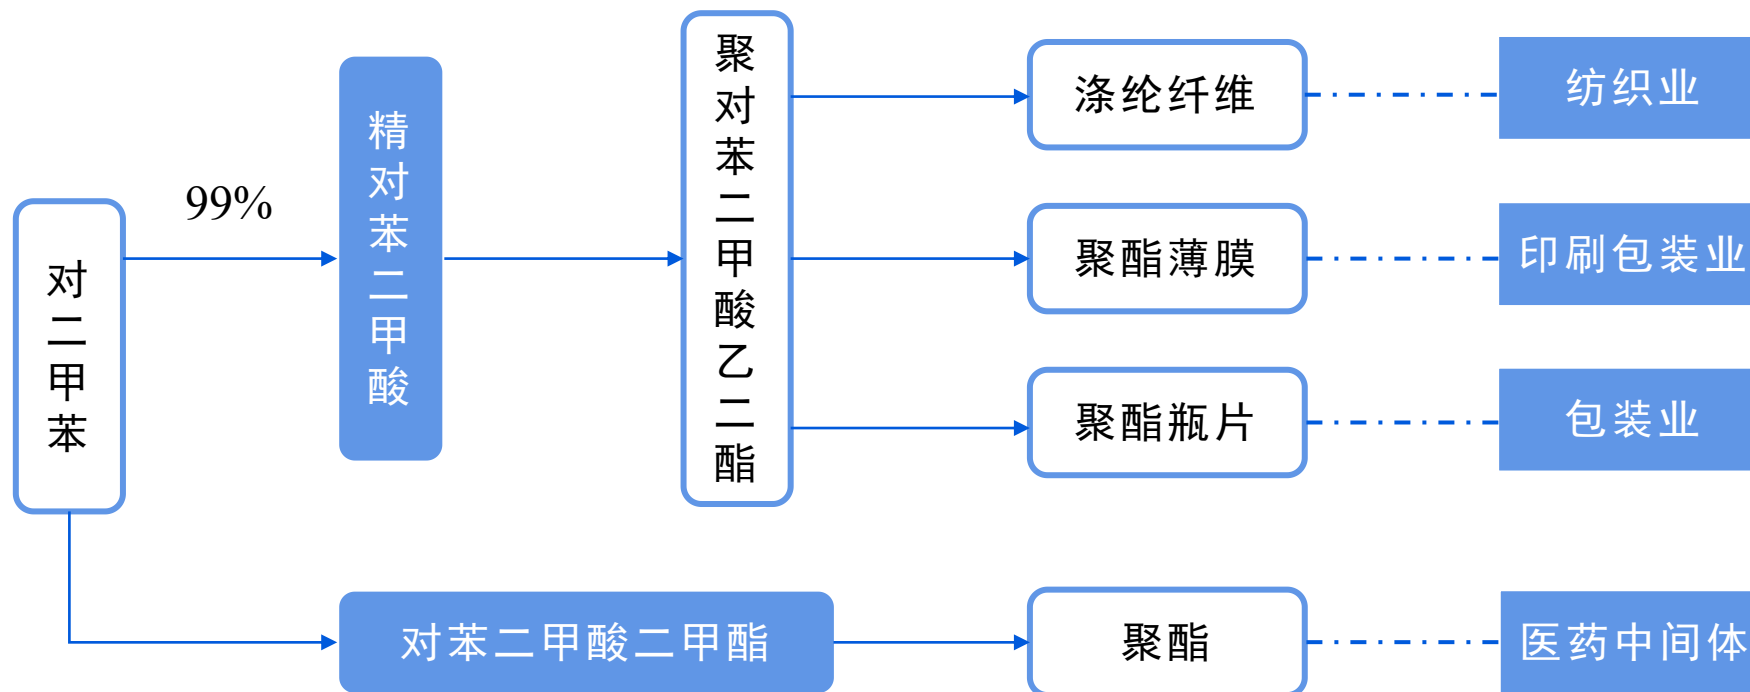 对二甲苯
99%
精对苯二甲酸
聚对苯二甲酸乙二酯
涤纶纤维
纺织业
聚酯薄膜
印刷包装业
聚酯瓶片
包装业
对苯二甲酸二甲酯
聚酯
医药中间体